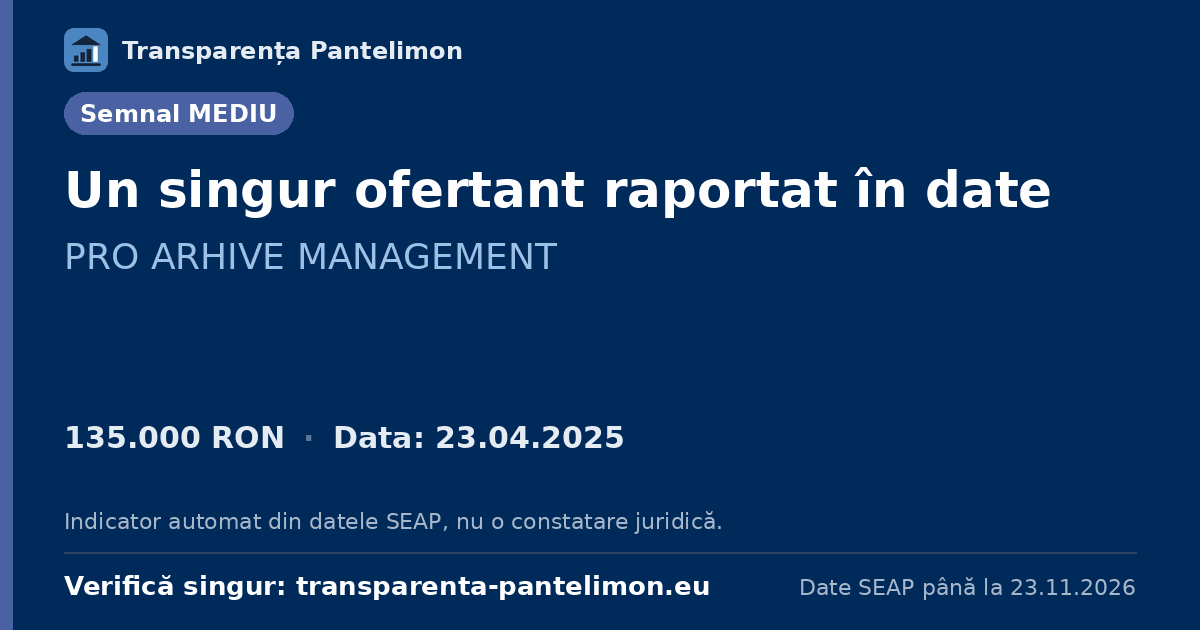 Transparența Pantelimon
Semnal MEDIU
Un singur ofertant raportat în date
PRO ARHIVE MANAGEMENT
135.000 RON · Data: 23.04.2025
Indicator automat din datele SEAP, nu o constatare juridică.
Verifică singur: transparenta-pantelimon.eu
Date SEAP până la 23.11.2026